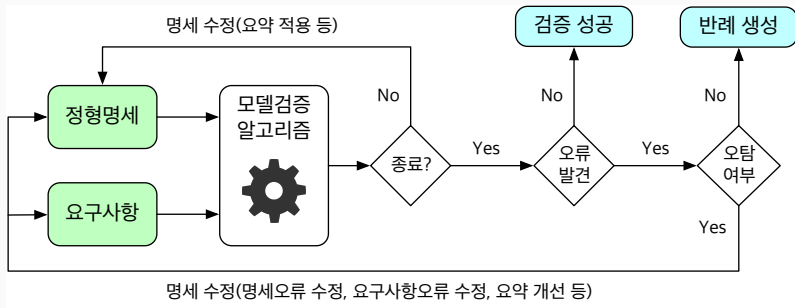 명세 수정(요약 적용 등)
검증 성공
반례 생성
정형명세
모델검증
알고리즘
No
No
No
종료?
Yes
오류
발견
Yes
오탐
여부
요구사항
Yes
명세 수정(명세오류 수정, 요구사항오류 수정, 요약 개선 등)